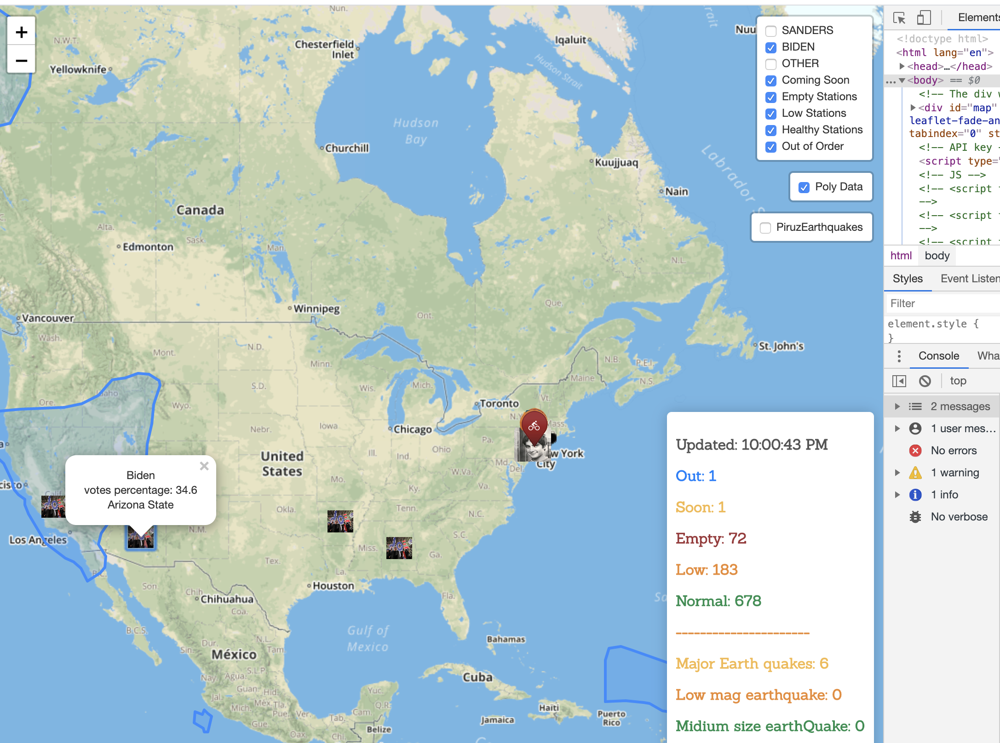 +
−
Nun.
N.W.T.
Yellowknife
Chesterfield
Inlet
Iqaluit
Hudson Strait
Hudson
Bay
Churchill
Kuujjuaq
Nain
Labrador S
Canada
Alta.
Sask.
Man.
Edmonton
N.L.
Winnipeg
Vancouver
Que.
Ont.
Wash.
Mont.
N.D.
Minn.
N.B.
P.E.I.
St. John's
S.D.
Wis.
Mich.
Maine
N.S.
Idaho
Ore.
Wyo.
Vt.
Toronto
N.Y.
Mass.
Nebr.
Iowa
Chicago
Pa.
Ohio
Ill.
Ind.
United
States
w York
City
Md.
Del.
W.Va.
Va.
Mo.
Ky.
cisco
Calif.
Okla.
Tenn.
N.C.
N.M.
S.C.
Los Angeles
Miss.
Ga.
Tex.
La.
B.C.
Son.
Chih.
Houston
Chihuahua
Fla.
Coa.
B.C.S.
Gulf of
Mexico
Dur.
N.L.
Sin.
Tam.
México
Bahamas
Nay.
Agua.
S.L.P.
Cuba
Guan.
Hid.
Yuc.
Jal.
Mich.
Méx.
Tla.
Q.R.
Pue.
Ver.
Cam.
Tab.
Haïti
Jamaica
Puerto
Rico
Gue.
Oax.
Chi.
Belize
Biden
votes percentage: 34.6
Arizona State
×
SANDERS
BIDEN
OTHER
Coming Soon
Empty Stations
Low Stations
Healthy Stations
Out of Order
Poly Data
PiruzEarthquakes
Updated: 10:00:43 PM
Out: 1
Soon: 1
Empty: 72
Low: 183
Normal: 678
----------------------
Major Earth quakes: 6
Low mag earthquake: 0
Midium size earthQuake: 0
Elements
<!doctype html>
<html lang="en">
<head>…</head>
…<body> == $0
<!-- The div
<div id="map"
leaflet-fade-an
tabindex="0" st
<!-- API key -
<script type="
<!-- JS -->
<!-- <script
-->
<!-- <script
-->
<!-- <script
html body
Styles Event Listen
Filter
element.style {
}
Console Wha
top
2 messages
1 user mes…
No errors
1 warning
1 info
No verbose